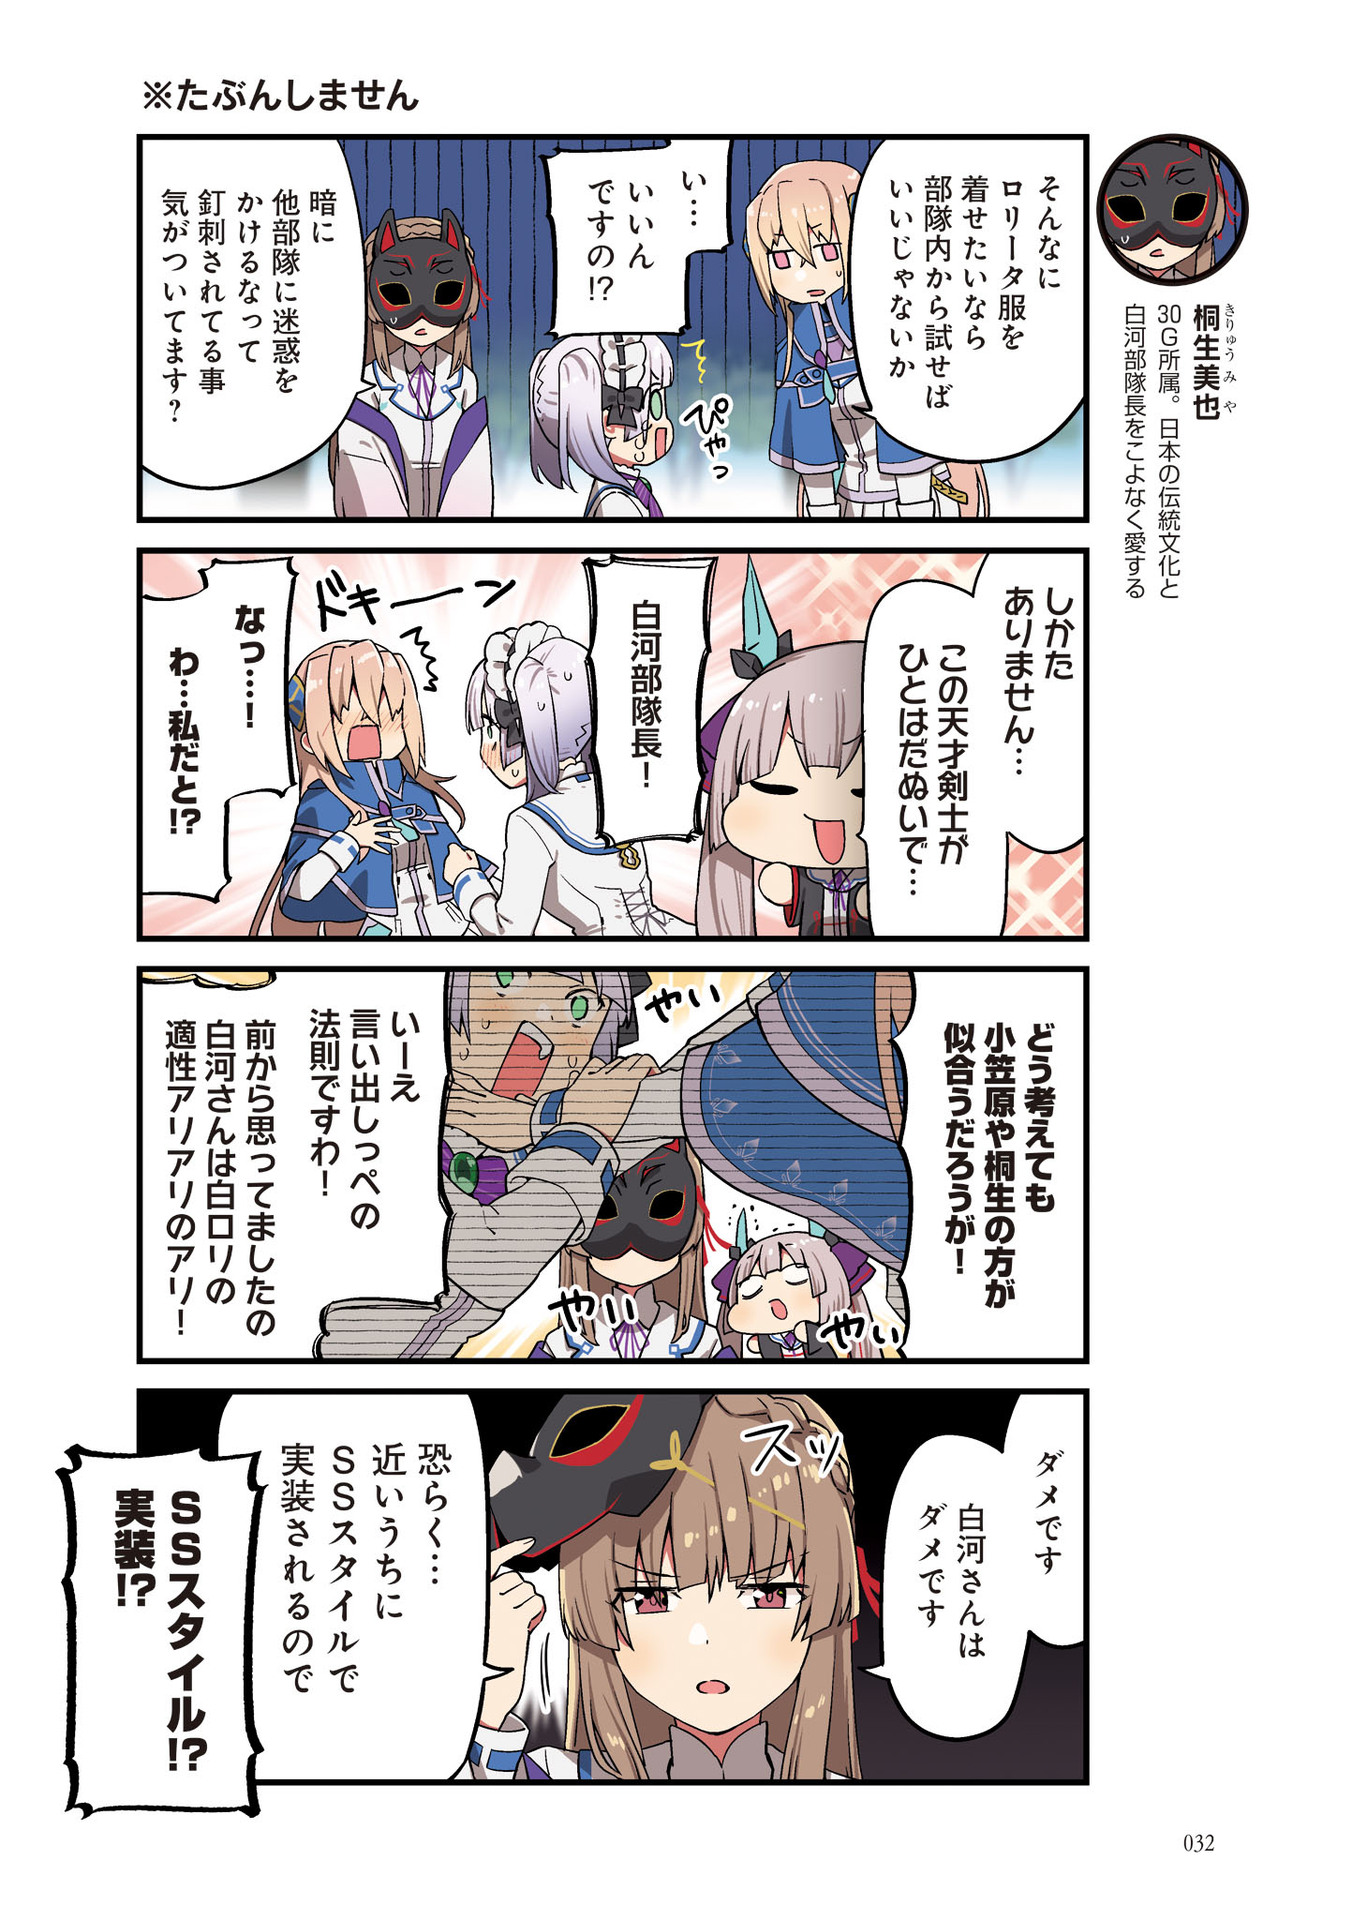 ※たぶんしません
そんなに
ロリータ服を
着せたいなら
部隊内から試せば
いいじゃないか
い…
いいん
ですの!?
ぴゃっ
暗に
他部隊に迷惑を
かけるなって
釘刺されてる事
気がついてます?
きりゅう み や
桐生美也
30G所属。日本の伝統文化と
白河部隊長をこよなく愛する
しかた
ありません…
この天才剣士が
ひとはだぬいで…
白河部隊長!
ドキーーン
なっ…!
わ…私だと!?
どう考えても
小笠原や桐生の方が
似合うだろうが!
やいやい
やいやい
いーえ
言い出しっぺの
法則ですわ!
前から思ってましたの
白河さんは白ロリの
適性アリアリのアリ!
ダメです
白河さんは
ダメです
スッ
恐らく…
近いうちに
SSスタイルで
実装されるので
SSスタイル!?
実装!?
032